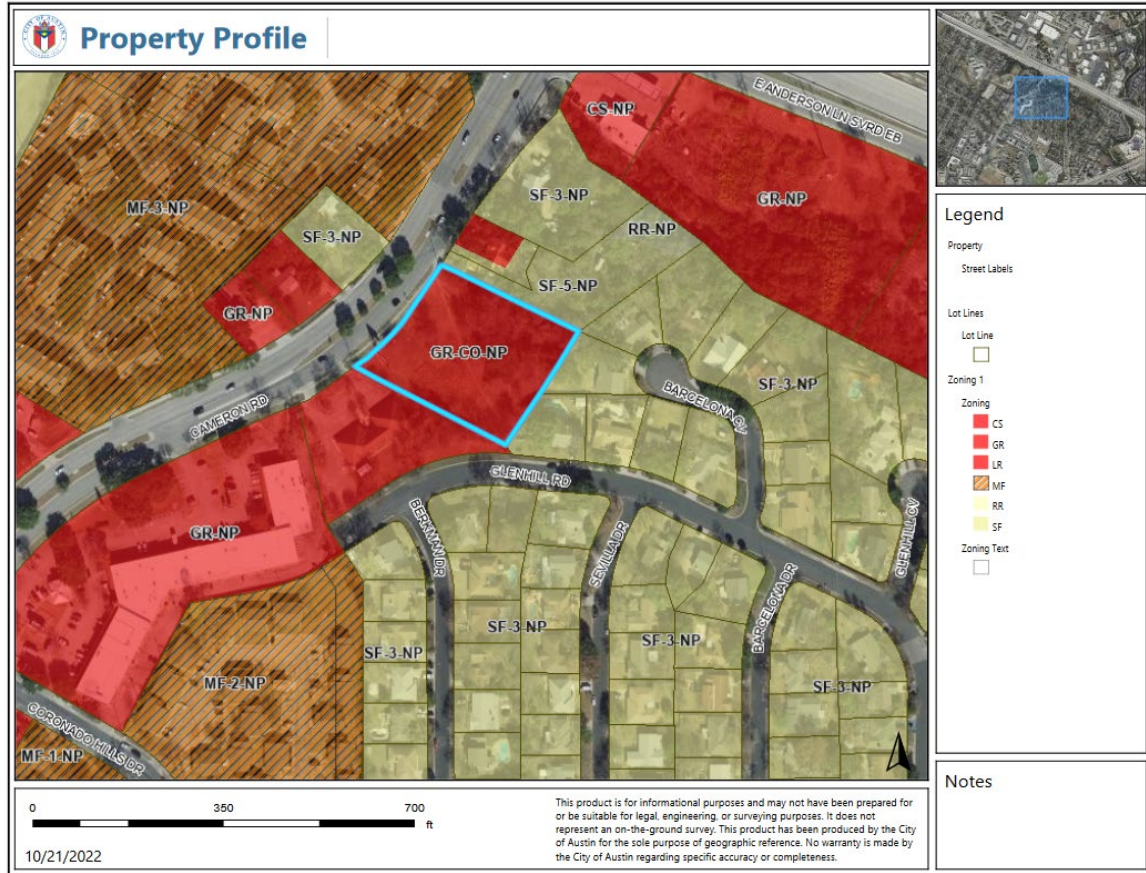 CITY OF AUSTIN
Property Profile
E ANDERSON LN SVRD EB
CS-NP
MF-3-NP
SF-3-NP
GR-NP
SF-3-NP
RR-NP
SF-5-NP
GR-NP
GR-CO-NP
SF-3-NP
BARCELONA CV
CAMERON RD
GLENHILL RD
GLENHILL CV
BERKMAN DR
SEVILLA DR
GR-NP
BARCELONA DR
SF-3-NP
SF-3-NP
SF-3-NP
MF-2-NP
SF-3-NP
CORONADO HILLS DR
MF-1-NP
Legend
Property
Street Labels
Lot Lines
Lot Line
Zoning 1
Zoning
CS
GR
LR
MF
RR
SF
Zoning Text
Notes
0 350 700
ft
10/21/2022
This product is for informational purposes and may not have been prepared for
or be suitable for legal, engineering, or surveying purposes. It does not
represent an on-the-ground survey. This product has been produced by the City
of Austin for the sole purpose of geographic reference. No warranty is made by
the City of Austin regarding specific accuracy or completeness.